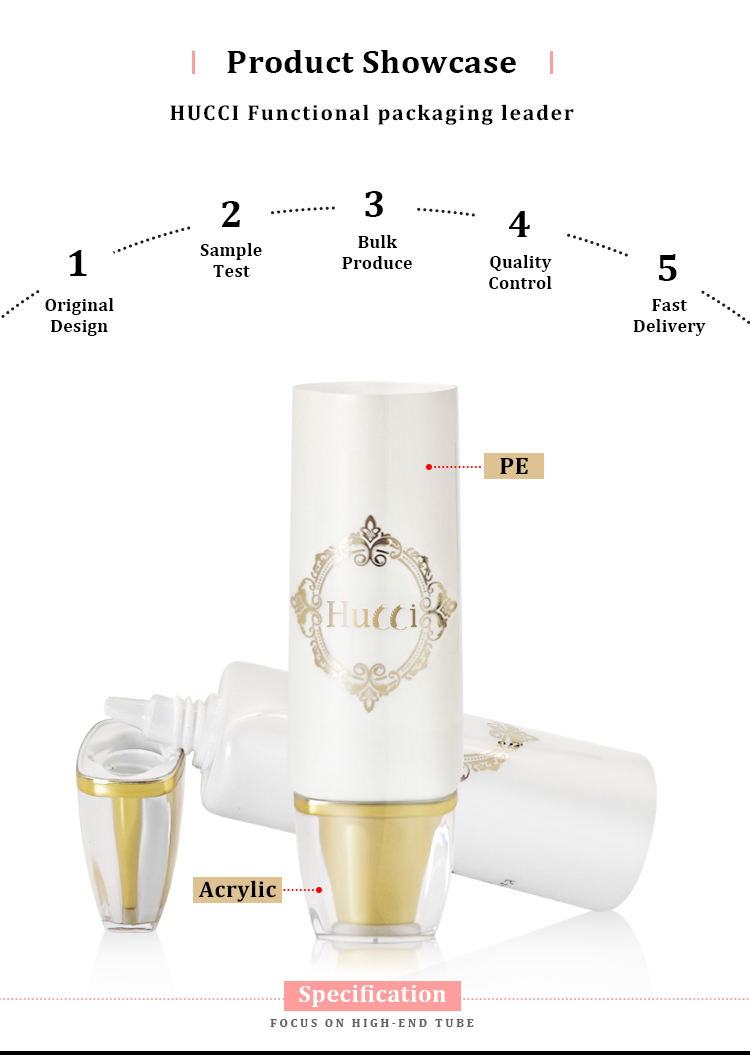 Product Showcase
HUCCI Functional packaging leader
1
Original
Design
2
Sample
Test
3
Bulk
Produce
4
Quality
Control
5
Fast
Delivery
PE
Hucci
Acrylic
Specification
FOCUS ON HIGH-END TUBE